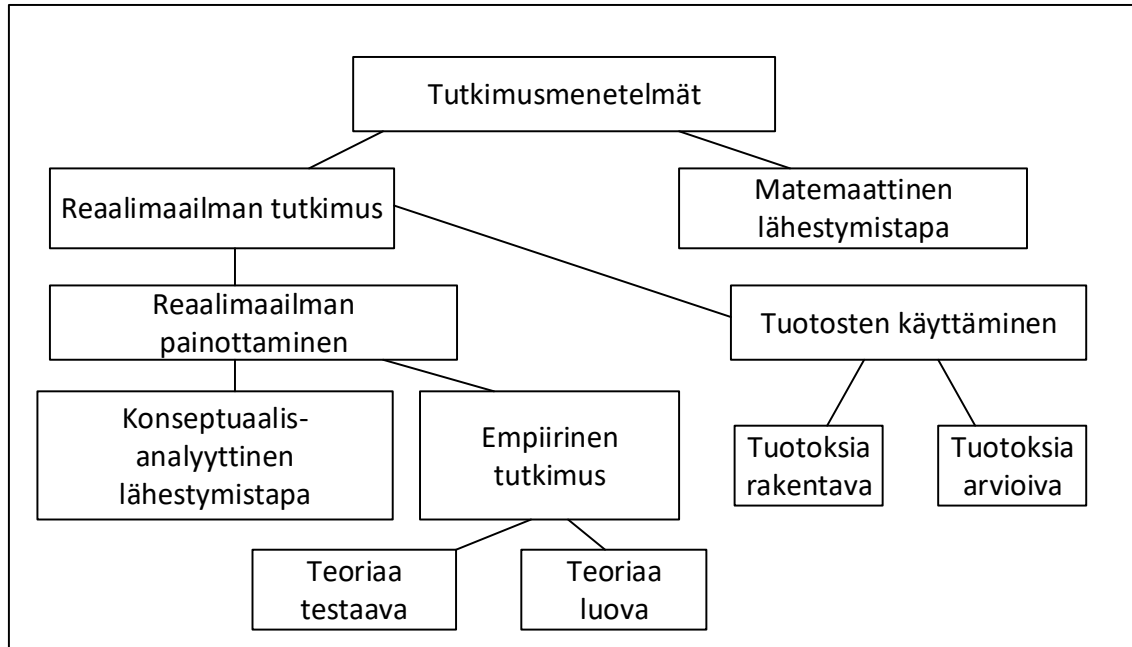 Tutkimusmenetelmät
Reaalimaailman tutkimus
Matemaattinen
lähestymistapa
Reaalimaailman
painottaminen
Tuotosten käyttäminen
Konseptuaalis-
analyyttinen
lähestymistapa
Empiirinen
tutkimus
Tuotoksia
rakentava
Tuotoksia
arvioiva
Teoriaa
testaava
Teoriaa
luova